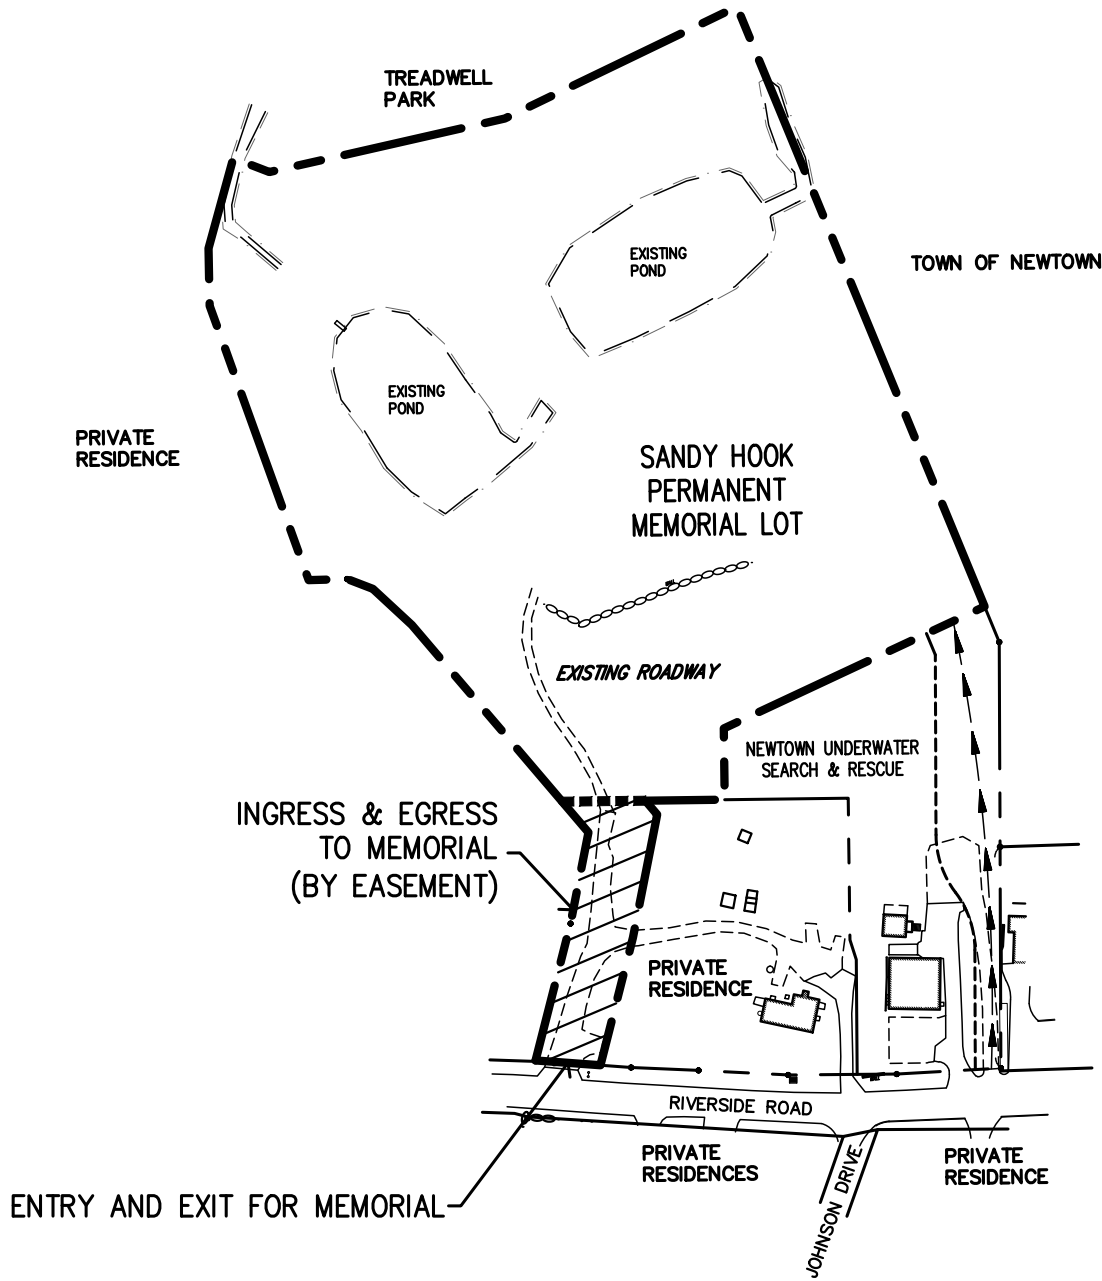 TREADWELL
PARK
TOWN OF NEWTOWN
EXISTING
POND
EXISTING
POND
PRIVATE
RESIDENCE
SANDY HOOK
PERMANENT
MEMORIAL LOT
EXISTING ROADWAY
NEWTOWN UNDERWATER
SEARCH & RESCUE
INGRESS & EGRESS
TO MEMORIAL
(BY EASEMENT)
PRIVATE
RESIDENCE
RIVERSIDE ROAD
PRIVATE
RESIDENCES
PRIVATE
RESIDENCE
JOHNSON DRIVE
ENTRY AND EXIT FOR MEMORIAL